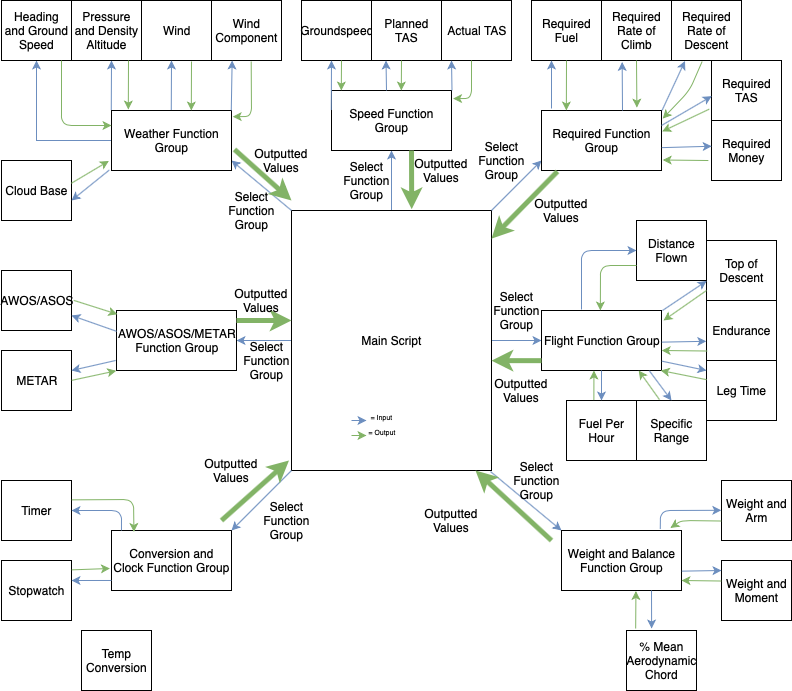 Heading
and Ground
Speed
Pressure
and Density
Altitude
Wind
Wind
Component
Groundspeed
Planned
TAS
Actual TAS
Required
Fuel
Required
Rate of
Climb
Required
Rate of
Descent
Required
TAS
Required
Money
Weather Function
Group
Speed Function
Group
Required Function
Group
Cloud Base
Outputted
Values
Select
Function
Group
Select
Function
Group
Outputted
Values
Select
Function
Group
Outputted
Values
Distance
Flown
Top of
Descent
Endurance
Leg Time
AWOS/ASOS
METAR
AWOS/ASOS/METAR
Function Group
Outputted
Values
Select
Function
Group
Main Script
= Input
= Output
Select
Function
Group
Outputted
Values
Flight Function Group
Fuel Per
Hour
Specific
Range
Timer
Stopwatch
Conversion and
Clock Function Group
Outputted
Values
Select
Function
Group
Select
Function
Group
Outputted
Values
Weight and Balance
Function Group
Weight and
Arm
Weight and
Moment
Temp
Conversion
% Mean
Aerodynamic
Chord